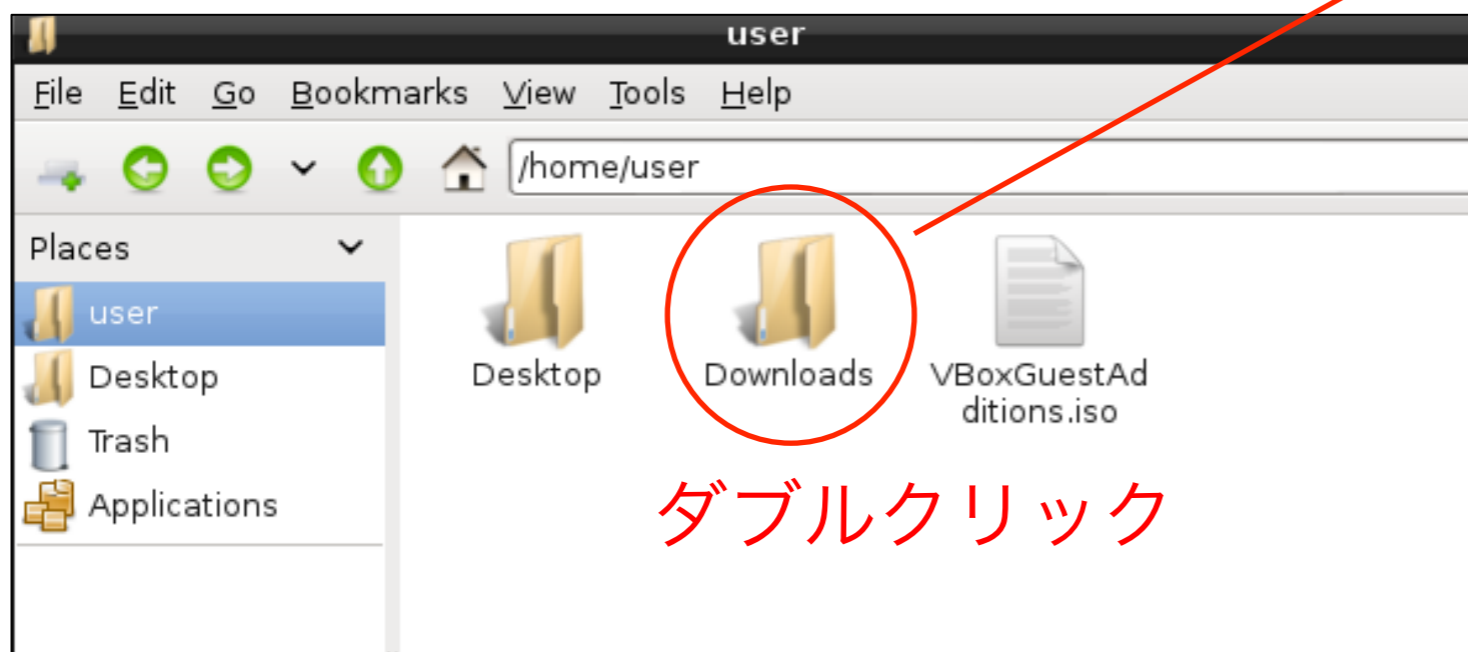 user
File Edit Go Bookmarks View Tools Help
/home/user
Places
user
Desktop
Trash
Applications
Desktop
Downloads
VBoxGuestAd
ditions.iso
ダブルクリック